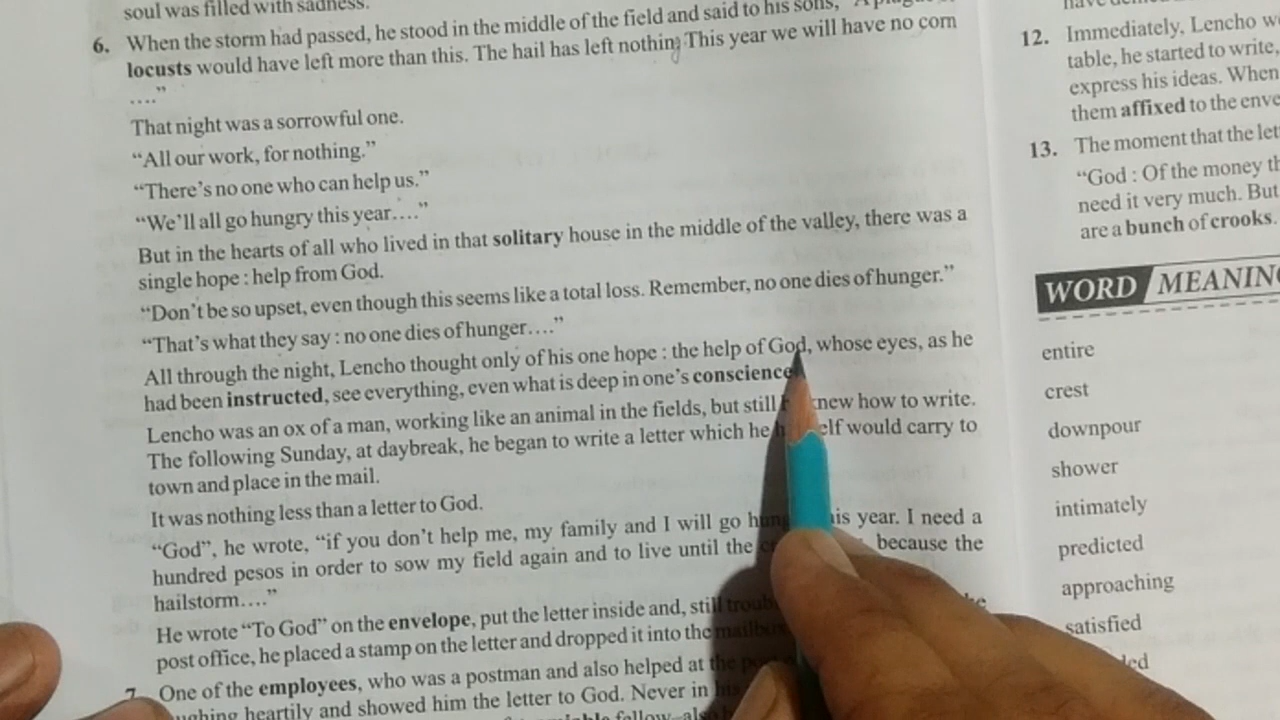 soul was filled with sadness.
6. When the storm had passed, he stood in the middle of the field and said to his sons, "A plague of
locusts would have left more than this. The hail has left nothing This year we will have no corn
...."
That night was a sorrowful one.
"All our work, for nothing."
"There's no one who can help us."
"We'll all go hungry this year...."
But in the hearts of all who lived in that solitary house in the middle of the valley, there was a
single hope : help from God.
"Don't be so upset, even though this seems like a total loss. Remember, no one dies of hunger."
"That's what they say : no one dies of hunger...."
All through the night, Lencho thought only of his one hope : the help of God, whose eyes, as he
had been instructed, see everything, even what is deep in one's conscience
Lencho was an ox of a man, working like an animal in the fields, but still knew how to write.
The following Sunday, at daybreak, he began to write a letter which he would carry to
town and place in the mail.
It was nothing less than a letter to God.
"God", he wrote, "if you don't help me, my family and I will go this year. I need a
hundred pesos in order to sow my field again and to live until the because the
hailstorm...."
He wrote "To God" on the envelope, put the letter inside and, still
post office, he placed a stamp on the letter and dropped it into the mailbox
7. One of the employees, who was a postman and also helped at the
heartily and showed him the letter to God. Never in his
fellow also
12. Immediately, Lencho
table, he started to write,
express his ideas. When
them affixed to the
13. The moment that the
"God : Of the money
need it very much. But
are a bunch of crooks.
WORD MEANING
entire
crest
downpour
shower
intimately
predicted
approaching
satisfied